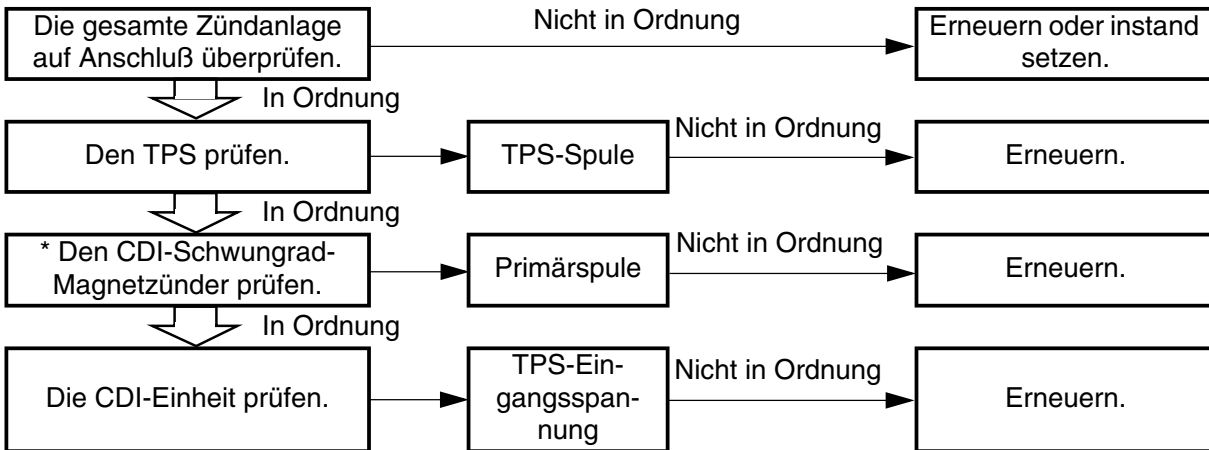 Die gesamte Zündanlage
auf Anschluß überprüfen.
Nicht in Ordnung
Erneuern oder instand
setzen.
In Ordnung
Den TPS prüfen.
TPS-Spule
Nicht in Ordnung
Erneuern.
In Ordnung
* Den CDI-Schwungrad-
Magnetzünder prüfen.
Primärspule
Nicht in Ordnung
Erneuern.
In Ordnung
Die CDI-Einheit prüfen.
TPS-Ein-
gangsspan-
nung
Nicht in Ordnung
Erneuern.